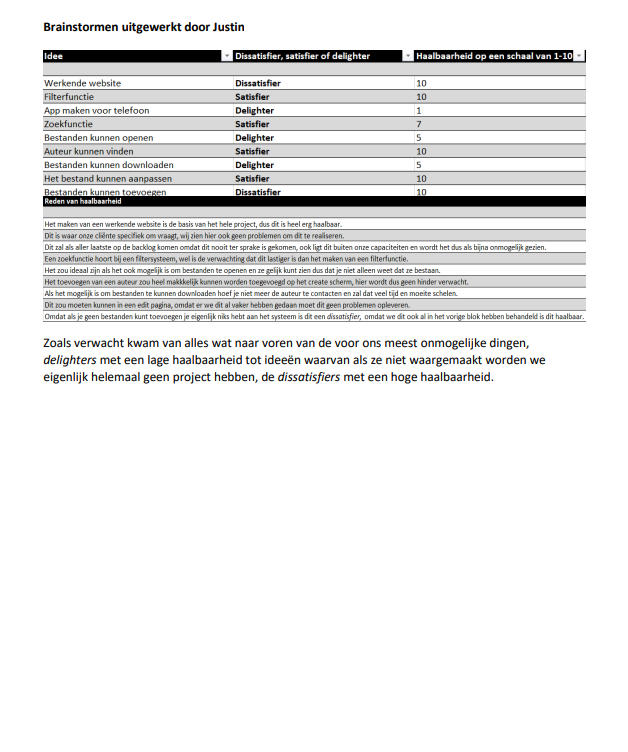 Brainstormen uitgewerkt door Justin
Idee Dissatisfier, satisfier of delighter Haalbaarheid op een schaal van 1-10
Werkende website Dissatisfier 10
Filterfunctie Satisfier 10
App maken voor telefoon Delighter 1
Zoekfunctie Satisfier 7
Bestanden kunnen openen Delighter 5
Auteur kunnen vinden Satisfier 10
Bestanden kunnen downloaden Delighter 5
Het bestand kunnen aanpassen Satisfier 10
Bestanden kunnen toevoegen Dissatisfier 10
Reden van haalbaarheid
Het maken van een werkende website is de basis van het hele project, dus dit is heel erg haalbaar.
Dit is waar onze cliënte specifiek om vraagt, wij zien hier ook geen problemen om dit te realiseren.
Dit zal als aller laatste op de backlog komen omdat dit nooit ter sprake is gekomen, ook ligt dit buiten onze capaciteiten en wordt het dus als bijna onmogelijk gezien.
Een zoekfunctie hoort bij een filtersysteem, wel is de verwachting dat dit lastiger is dan het maken van een filterfunctie.
Het zou ideaal zijn als het ook mogelijk is om bestanden te openen en ze gelijk kunt zien dus dat je niet alleen weet dat ze bestaan.
Het toevoegen van een auteur zou heel makkkelijk kunnen worden toegevoegd op het create scherm, hier wordt dus geen hinder verwacht.
Als het mogelijk is om bestanden te kunnen downloaden hoef je niet meer de auteur te contacten en zal dat veel tijd en moeite schelen.
Dit zou moeten kunnen in een edit pagina, omdat er we dit al vaker hebben gedaan moet dit geen problemen opleveren.
Omdat als je geen bestanden kunt toevoegen je eigenlijk niks hebt aan het systeem is dit een dissatisfier, omdat we dit ook al in het vorige blok hebben behandeld is dit haalbaar.
Zoals verwacht kwam van alles wat naar voren van de voor ons meest onmogelijke dingen,
delighters met een lage haalbaarheid tot ideeën waarvan als ze niet waargemaakt worden we
eigenlijk helemaal geen project hebben, de dissatisfiers met een hoge haalbaarheid.